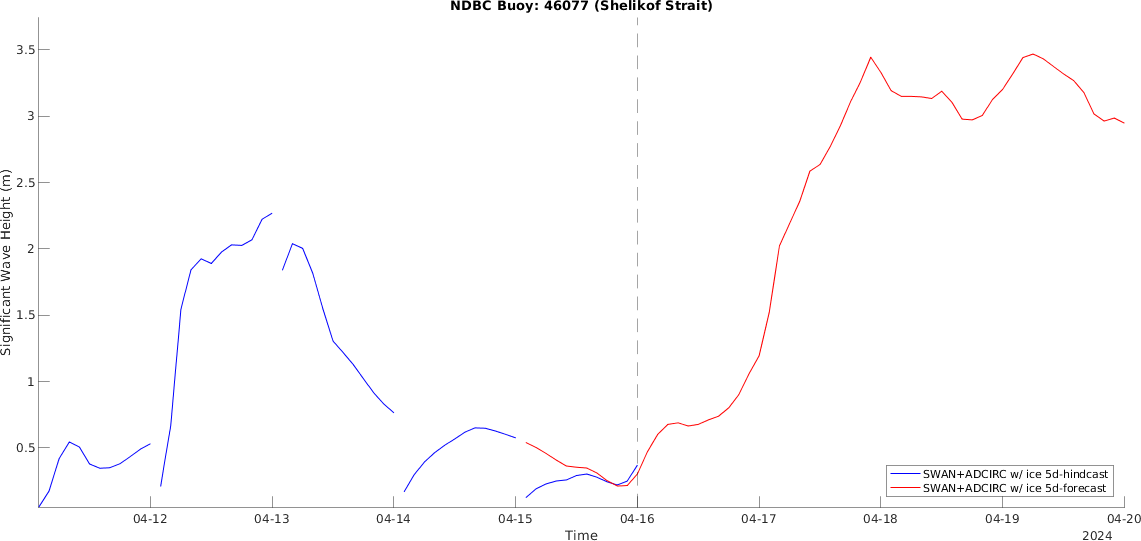 NDBC Buoy: 46077 (Shelikof Strait)
3.5
3
2.5
2
1.5
1
0.5
Significant Wave Height (m)
SWAN+ADCIRC w/ ice 5d-hindcast
SWAN+ADCIRC w/ ice 5d-forecast
04-12 04-13 04-14 04-15 04-16 04-17 04-18 04-19 04-20
Time
2024